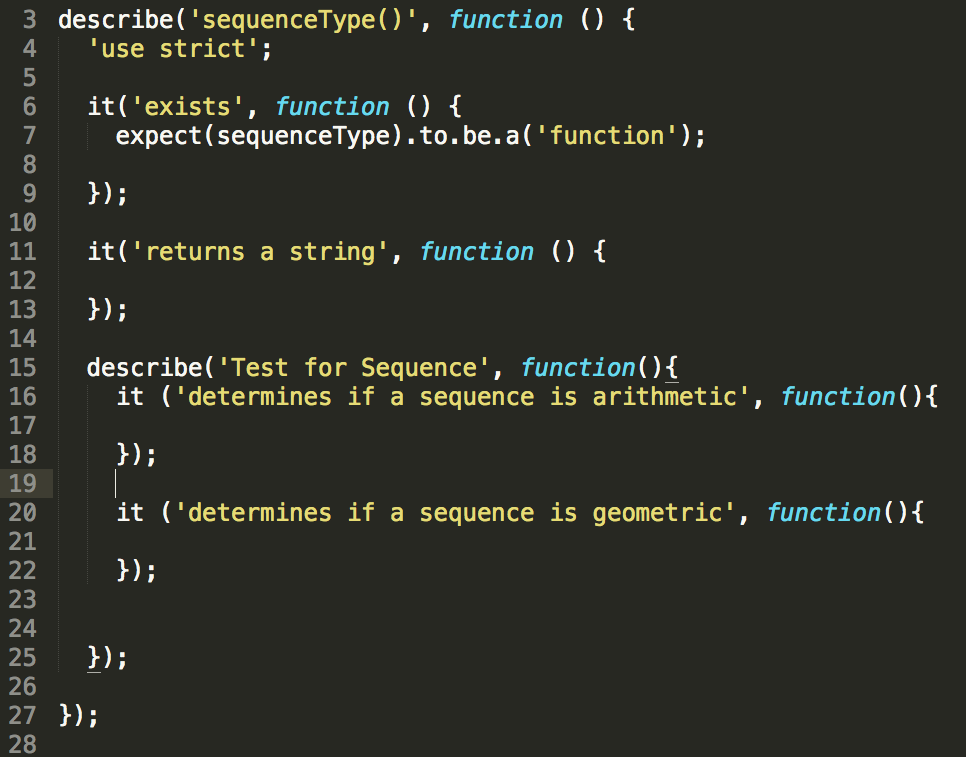 3 describe('sequenceType()', function () {
4   'use strict';
5
6   it('exists', function () {
7     expect(sequenceType).to.be.a('function');
8
9   });
10
11   it('returns a string', function () {
12
13   });
14
15   describe('Test for Sequence', function(){
16     it ('determines if a sequence is arithmetic', function(){
17
18     });
19
20     it ('determines if a sequence is geometric', function(){
21
22     });
23
24
25   });
26
27 });
28